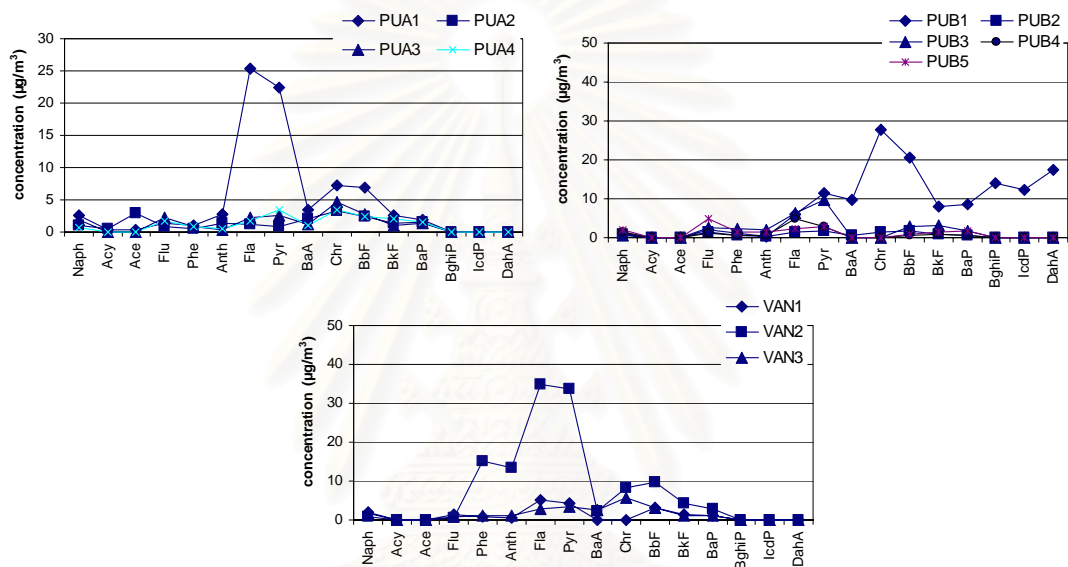 PUA1 PUA2
PUA3 PUA4
concentration (µg/m³)
30
25
20
15
10
5
0
Naph Acy Ace Flu Phe Anth Fla Pyr BaA Chr BbF BkF BaP BghiP IcdP DahA
PUB1 PUB2
PUB3 PUB4
PUB5
concentration (µg/m³)
50
40
30
20
10
0
Naph Acy Ace Flu Phe Anth Fla Pyr BaA Chr BbF BkF BaP BghiP IcdP DahA
VAN1
VAN2
VAN3
concentration (µg/m³)
50
40
30
20
10
0
Naph Acy Ace Flu Phe Anth Fla Pyr BaA Chr BbF BkF BaP BghiP IcdP DahA